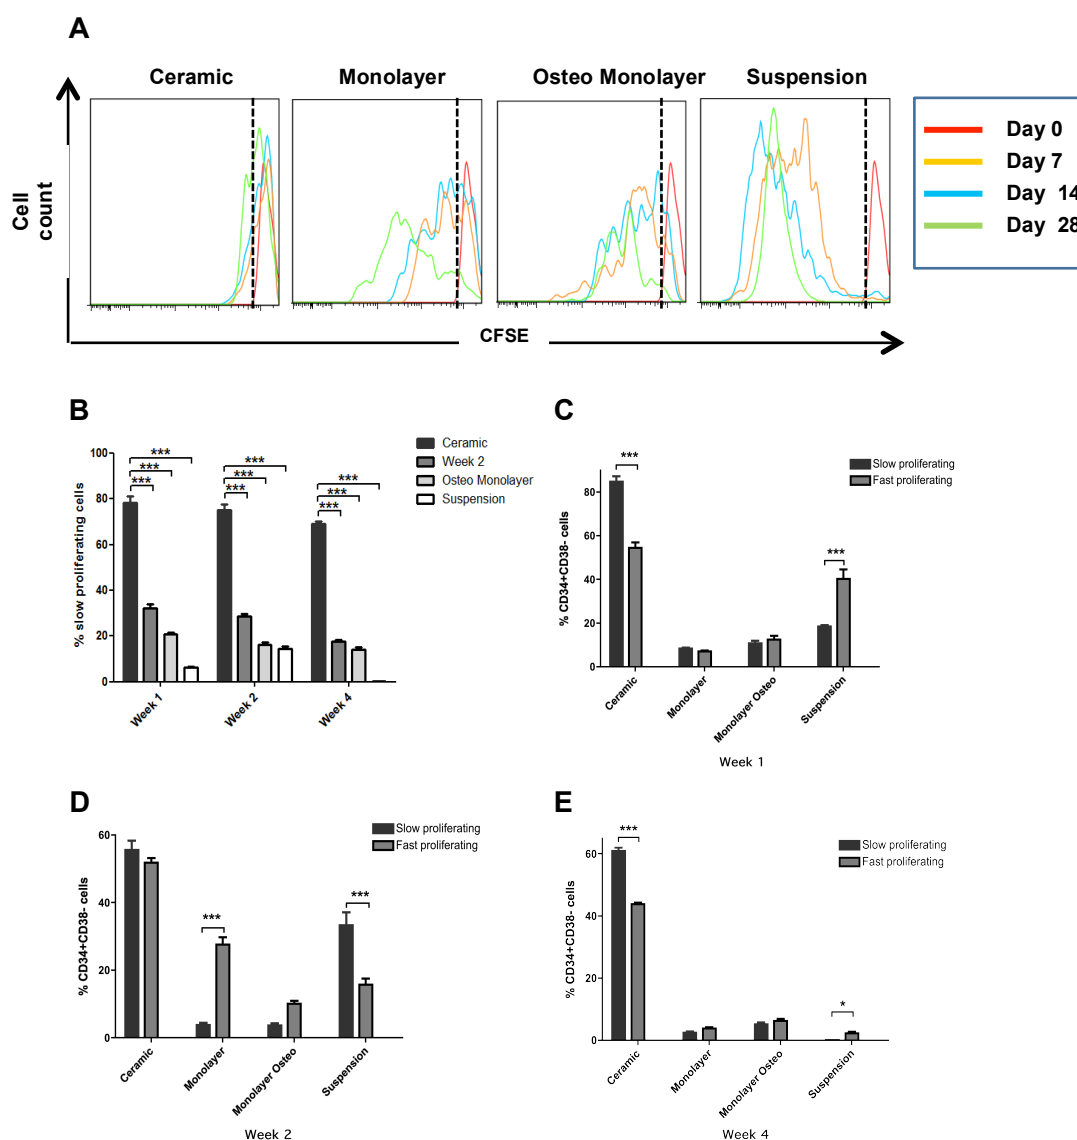 A
Ceramic Monolayer Osteo Monolayer Suspension
Cell
count
Day 0
Day 7
Day 14
Day 28
CFSE
B
% slow proliferating cells
100
80
60
40
20
0
*** *** ***
*** *** ***
*** *** ***
Ceramic
Week 2
Osteo Monolayer
Suspension
Week 1 Week 2 Week 4
C
% CD34+CD38- cells
80
60
40
20
0
***
***
Slow proliferating
Fast proliferating
Ceramic Monolayer Monolayer Osteo Suspension
Week 1
D
% CD34+CD38- cells
60
40
20
0
***
***
Slow proliferating
Fast proliferating
Ceramic Monolayer Monolayer Osteo Suspension
Week 2
E
% CD34+CD38- cells
60
40
20
0
***
*
Slow proliferating
Fast proliferating
Ceramic Monolayer Monolayer Osteo Suspension
Week 4